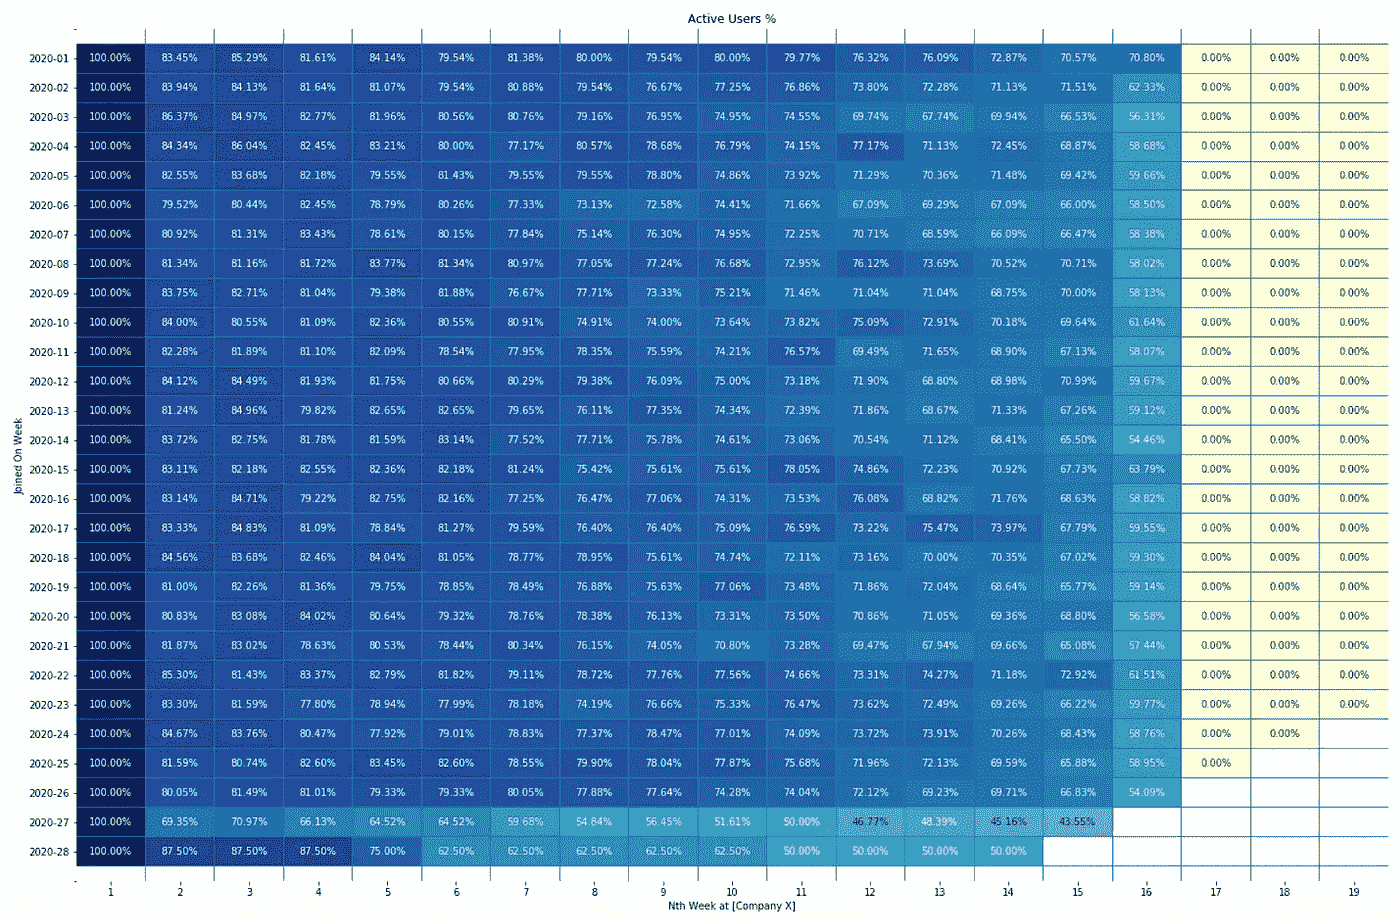 Active Users %
2020-01 100.00% 83.45% 85.29% 81.61% 84.14% 79.54% 81.38% 80.00% 79.54% 80.00% 79.77% 76.32% 76.09% 72.87% 70.57% 70.80% 0.00% 0.00% 0.00%
2020-02 100.00% 83.94% 84.13% 81.64% 81.07% 79.54% 80.88% 79.54% 76.67% 77.25% 76.86% 73.80% 72.28% 71.13% 71.51% 62.33% 0.00% 0.00% 0.00%
2020-03 100.00% 86.37% 84.97% 82.77% 81.96% 80.56% 80.76% 79.16% 76.95% 74.95% 74.55% 69.74% 67.74% 69.94% 66.53% 56.31% 0.00% 0.00% 0.00%
2020-04 100.00% 84.34% 86.04% 82.45% 83.21% 80.00% 77.17% 80.57% 78.68% 76.79% 74.15% 77.17% 71.13% 72.45% 68.87% 58.68% 0.00% 0.00% 0.00%
2020-05 100.00% 82.55% 83.68% 82.18% 79.55% 81.43% 79.55% 79.55% 78.80% 74.86% 73.92% 71.29% 70.36% 71.48% 69.42% 59.66% 0.00% 0.00% 0.00%
2020-06 100.00% 79.52% 80.44% 82.45% 78.79% 80.26% 77.33% 73.13% 72.58% 74.41% 71.66% 67.09% 69.29% 67.09% 66.00% 58.50% 0.00% 0.00% 0.00%
2020-07 100.00% 80.92% 81.31% 83.43% 78.61% 80.15% 77.84% 75.14% 76.30% 74.95% 72.25% 70.71% 68.59% 66.09% 66.47% 58.38% 0.00% 0.00% 0.00%
2020-08 100.00% 81.34% 81.16% 81.72% 83.77% 81.34% 80.97% 77.05% 77.24% 76.68% 72.95% 76.12% 73.69% 70.52% 70.71% 58.02% 0.00% 0.00% 0.00%
2020-09 100.00% 83.75% 82.71% 81.04% 79.38% 81.88% 76.67% 77.71% 73.33% 75.21% 71.46% 71.04% 71.04% 68.75% 70.00% 58.13% 0.00% 0.00% 0.00%
2020-10 100.00% 84.00% 80.55% 81.09% 82.36% 80.55% 80.91% 74.91% 74.00% 73.64% 73.82% 75.09% 72.91% 70.18% 69.64% 61.64% 0.00% 0.00% 0.00%
2020-11 100.00% 82.28% 81.89% 81.10% 82.09% 78.54% 77.95% 78.35% 75.59% 74.21% 76.57% 69.49% 71.65% 68.90% 67.13% 58.07% 0.00% 0.00% 0.00%
2020-12 100.00% 84.12% 84.49% 81.93% 81.75% 80.66% 80.29% 79.38% 76.09% 75.00% 73.18% 71.90% 68.80% 68.98% 70.99% 59.67% 0.00% 0.00% 0.00%
2020-13 100.00% 81.24% 84.96% 79.82% 82.65% 82.65% 79.65% 76.11% 77.35% 74.34% 72.39% 71.86% 68.67% 71.33% 67.26% 59.12% 0.00% 0.00% 0.00%
2020-14 100.00% 83.72% 82.75% 81.78% 81.59% 83.14% 77.52% 77.71% 75.78% 74.61% 73.06% 70.54% 71.12% 68.41% 65.50% 54.46% 0.00% 0.00% 0.00%
2020-15 100.00% 83.11% 82.18% 82.55% 82.36% 82.18% 81.24% 75.42% 75.61% 75.61% 78.05% 74.86% 72.23% 70.92% 67.73% 63.79% 0.00% 0.00% 0.00%
2020-16 100.00% 83.14% 84.71% 79.22% 82.75% 82.16% 77.25% 76.47% 77.06% 74.31% 73.53% 76.08% 68.82% 71.76% 68.63% 58.82% 0.00% 0.00% 0.00%
2020-17 100.00% 83.33% 84.83% 81.09% 78.84% 81.27% 79.59% 76.40% 76.40% 75.09% 76.59% 73.22% 75.47% 73.97% 67.79% 59.55% 0.00% 0.00% 0.00%
2020-18 100.00% 84.56% 83.68% 82.46% 84.04% 81.05% 78.77% 78.95% 75.61% 74.74% 72.11% 73.16% 70.00% 70.35% 67.02% 59.30% 0.00% 0.00% 0.00%
2020-19 100.00% 81.00% 82.26% 81.36% 79.75% 78.85% 78.49% 76.88% 75.63% 77.06% 73.48% 71.86% 72.04% 68.64% 65.77% 59.14% 0.00% 0.00% 0.00%
2020-20 100.00% 80.83% 83.08% 84.02% 80.64% 79.32% 78.76% 78.38% 76.13% 73.31% 73.50% 70.86% 71.05% 69.36% 68.80% 56.58% 0.00% 0.00% 0.00%
2020-21 100.00% 81.87% 83.02% 78.63% 80.53% 78.44% 80.34% 76.15% 74.05% 70.80% 73.28% 69.47% 67.94% 69.66% 65.08% 57.44% 0.00% 0.00% 0.00%
2020-22 100.00% 85.30% 81.43% 83.37% 82.79% 81.82% 79.11% 78.72% 77.76% 77.56% 74.66% 73.31% 74.27% 71.18% 72.92% 61.51% 0.00% 0.00% 0.00%
2020-23 100.00% 83.30% 81.59% 77.80% 78.94% 77.99% 78.18% 74.19% 76.66% 75.33% 76.47% 73.62% 72.49% 69.26% 66.22% 59.77% 0.00% 0.00% 0.00%
2020-24 100.00% 84.67% 83.76% 80.47% 77.92% 79.01% 78.83% 77.37% 78.47% 77.01% 74.09% 73.72% 73.91% 70.26% 68.43% 58.76% 0.00% 0.00%
2020-25 100.00% 81.59% 80.74% 82.60% 83.45% 82.60% 78.55% 79.90% 78.04% 77.87% 75.68% 71.96% 72.13% 69.59% 65.88% 58.95% 0.00%
2020-26 100.00% 80.05% 81.49% 81.01% 79.33% 79.33% 80.05% 77.88% 77.64% 74.28% 74.04% 72.12% 69.23% 69.71% 66.83% 54.09%
2020-27 100.00% 69.35% 70.97% 66.13% 64.52% 64.52% 59.68% 54.84% 56.45% 51.61% 50.00% 46.77% 48.39% 45.16% 43.55%
2020-28 100.00% 87.50% 87.50% 87.50% 75.00% 62.50% 62.50% 62.50% 62.50% 62.50% 50.00% 50.00% 50.00% 50.00%
1 2 3 4 5 6 7 8 9 10 11 12 13 14 15 16 17 18 19
Nth Week at [Company X]
Joined On Week